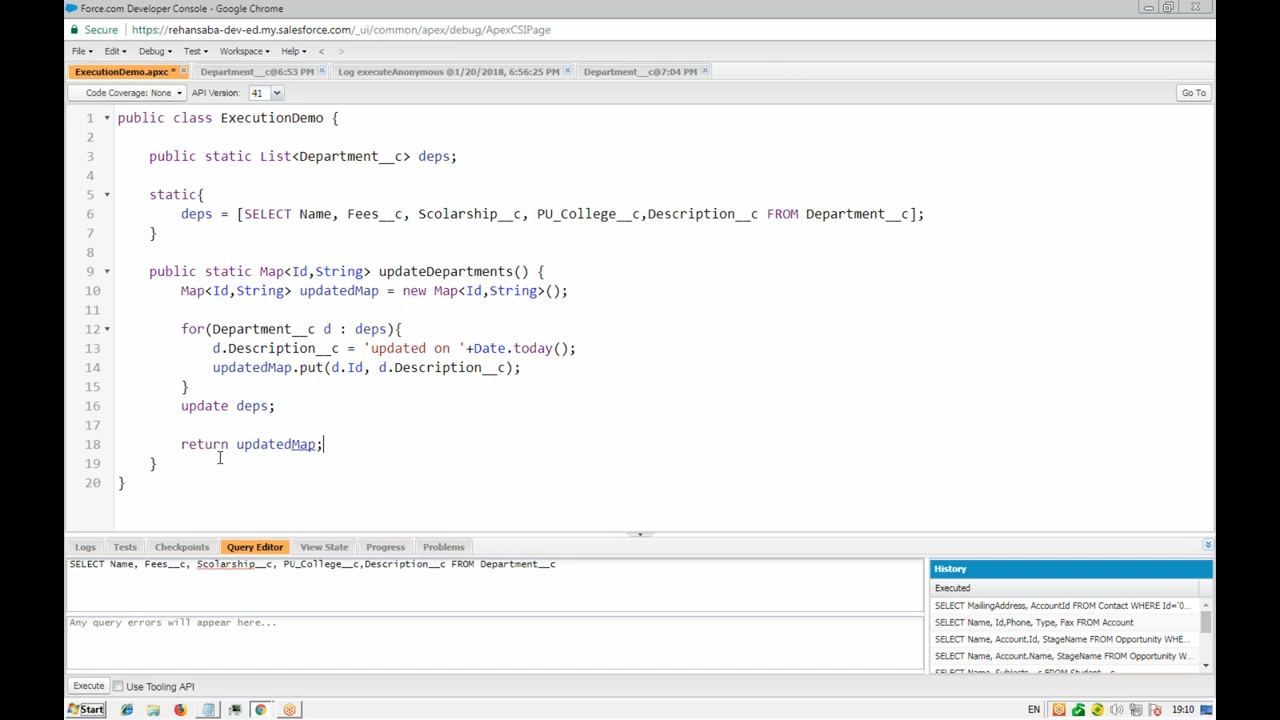 Force.com Developer Console - Google Chrome
Secure https://rehansaba-dev-ed.my.salesforce.com/_ui/common/apex/debug/ApexCSIPage
File Edit Debug Test Workspace Help < >
ExecutionDemo.apxc * Department__c@6:53 PM Log executeAnonymous @1/20/2018, 6:56:25 PM Department__c@7:04 PM
Code Coverage: None API Version: 41 Go To
1 public class ExecutionDemo {
2
3 public static List<Department__c> deps;
4
5 static{
6 deps = [SELECT Name, Fees__c, Scolarship__c, PU_College__c,Description__c FROM Department__c];
7 }
8
9 public static Map<Id,String> updateDepartments() {
10 Map<Id,String> updatedMap = new Map<Id,String>();
11
12 for(Department__c d : deps){
13 d.Description__c = 'updated on '+Date.today();
14 updatedMap.put(d.Id, d.Description__c);
15 }
16 update deps;
17
18 return updatedMap;
19 }
20 }
Logs Tests Checkpoints Query Editor View State Progress Problems
SELECT Name, Fees__c, Scolarship__c, PU_College__c,Description__c FROM Department__c
Any query errors will appear here...
History
Executed
SELECT MailingAddress, AccountId FROM Contact WHERE Id='0...
SELECT Name, Id,Phone, Type, Fax FROM Account
SELECT Name, Account.Id, StageName FROM Opportunity WHE...
SELECT Name, Account.Name, StageName FROM Opportunity W...
SELECT Name, Subjects__c FROM Student__c
Execute Use Tooling API
Start EN 19:10